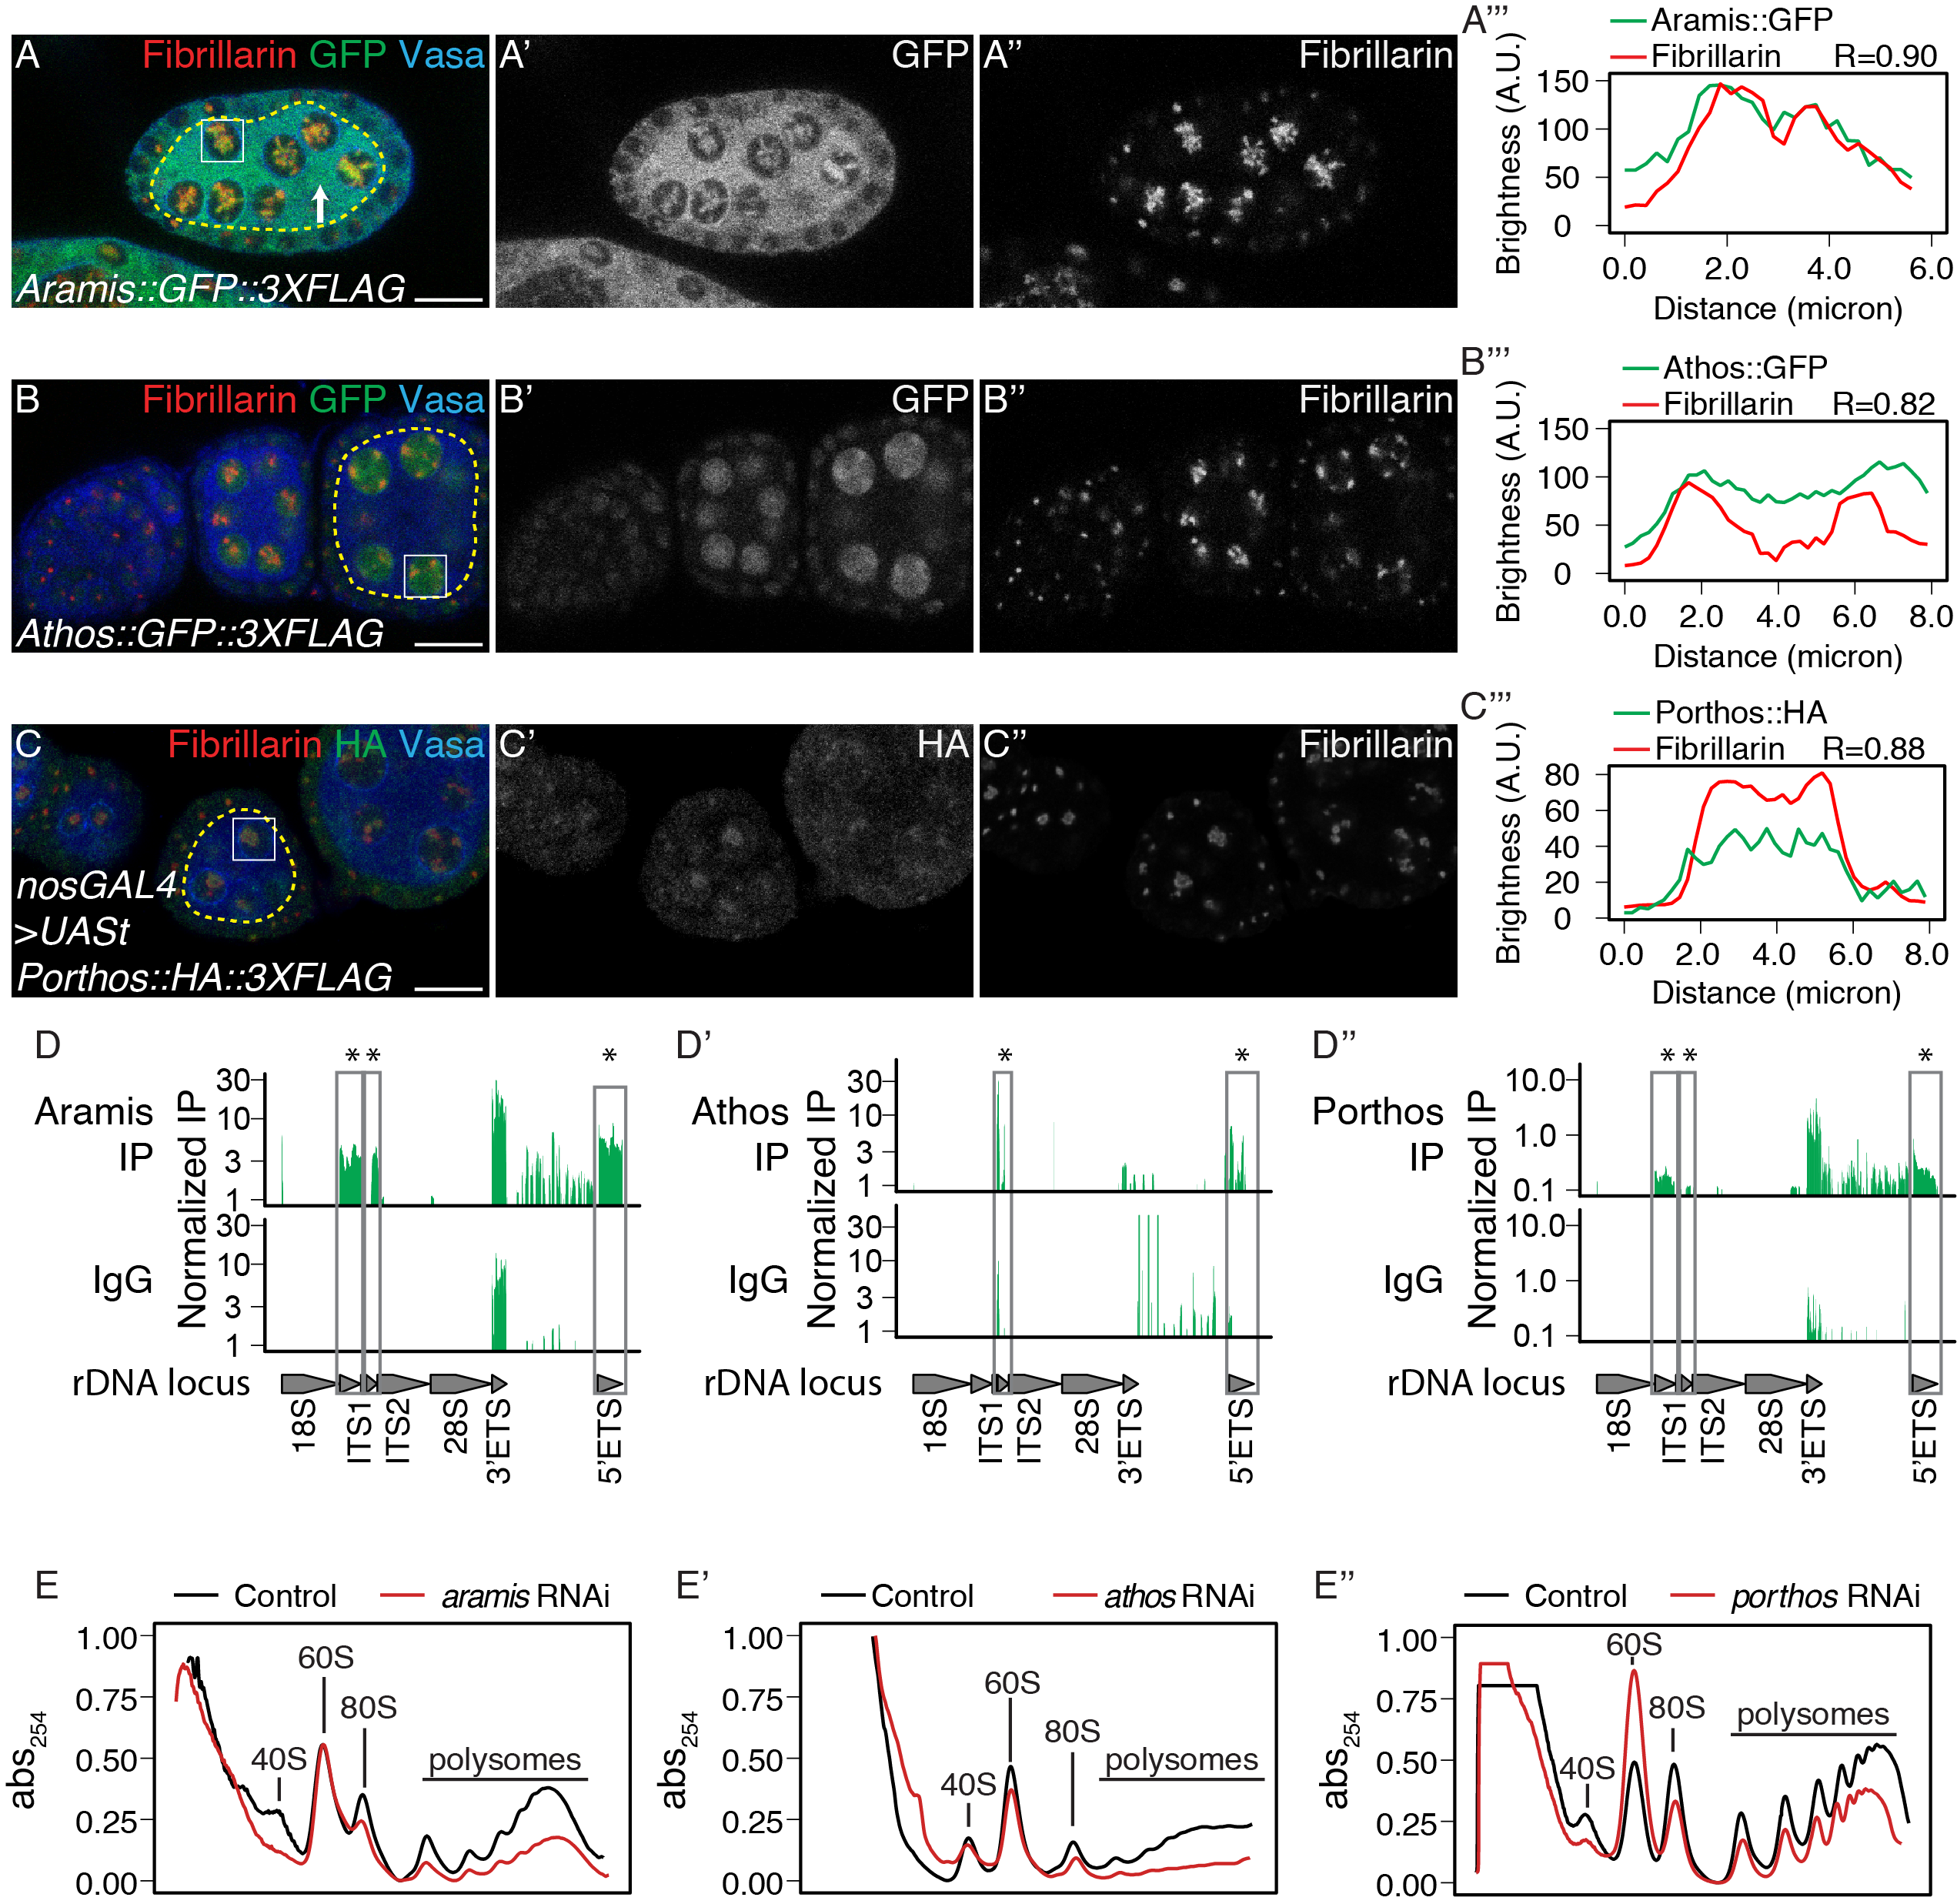 A Fibrillarin GFP Vasa
Aramis::GFP::3XFLAG
A’ GFP
A’’ Fibrillarin
A’’’
Aramis::GFP
Fibrillarin R=0.90
Brightness (A.U.)
150
100
50
0
0.0 2.0 4.0 6.0
Distance (micron)
B Fibrillarin GFP Vasa
Athos::GFP::3XFLAG
B’ GFP
B’’ Fibrillarin
B’’’
Athos::GFP
Fibrillarin R=0.82
Brightness (A.U.)
150
100
50
0
0.0 2.0 4.0 6.0 8.0
Distance (micron)
C Fibrillarin HA Vasa
nosGAL4
>UASt
Porthos::HA::3XFLAG
C’ HA
C’’ Fibrillarin
C’’’
Porthos::HA
Fibrillarin R=0.88
Brightness (A.U.)
80
60
40
20
0
0.0 2.0 4.0 6.0 8.0
Distance (micron)
D
* * *
Aramis
IP
Normalized IP
30
10
3
1
IgG
30
10
3
1
rDNA locus
18S
ITS1
ITS2
28S
3’ETS
5’ETS
D’
* *
Athos
IP
Normalized IP
30
10
3
1
IgG
30
10
3
1
rDNA locus
18S
ITS1
ITS2
28S
3’ETS
5’ETS
D’’
* * *
Porthos
IP
Normalized IP
10.0
1.0
0.1
IgG
10.0
1.0
0.1
rDNA locus
18S
ITS1
ITS2
28S
3’ETS
5’ETS
E
Control aramis RNAi
abs254
1.00
0.75
0.50
0.25
0.00
40S
60S
80S
polysomes
E’
Control athos RNAi
abs254
1.00
0.75
0.50
0.25
0.00
40S
60S
80S
polysomes
E’’
Control porthos RNAi
abs254
1.00
0.75
0.50
0.25
0.00
40S
60S
80S
polysomes